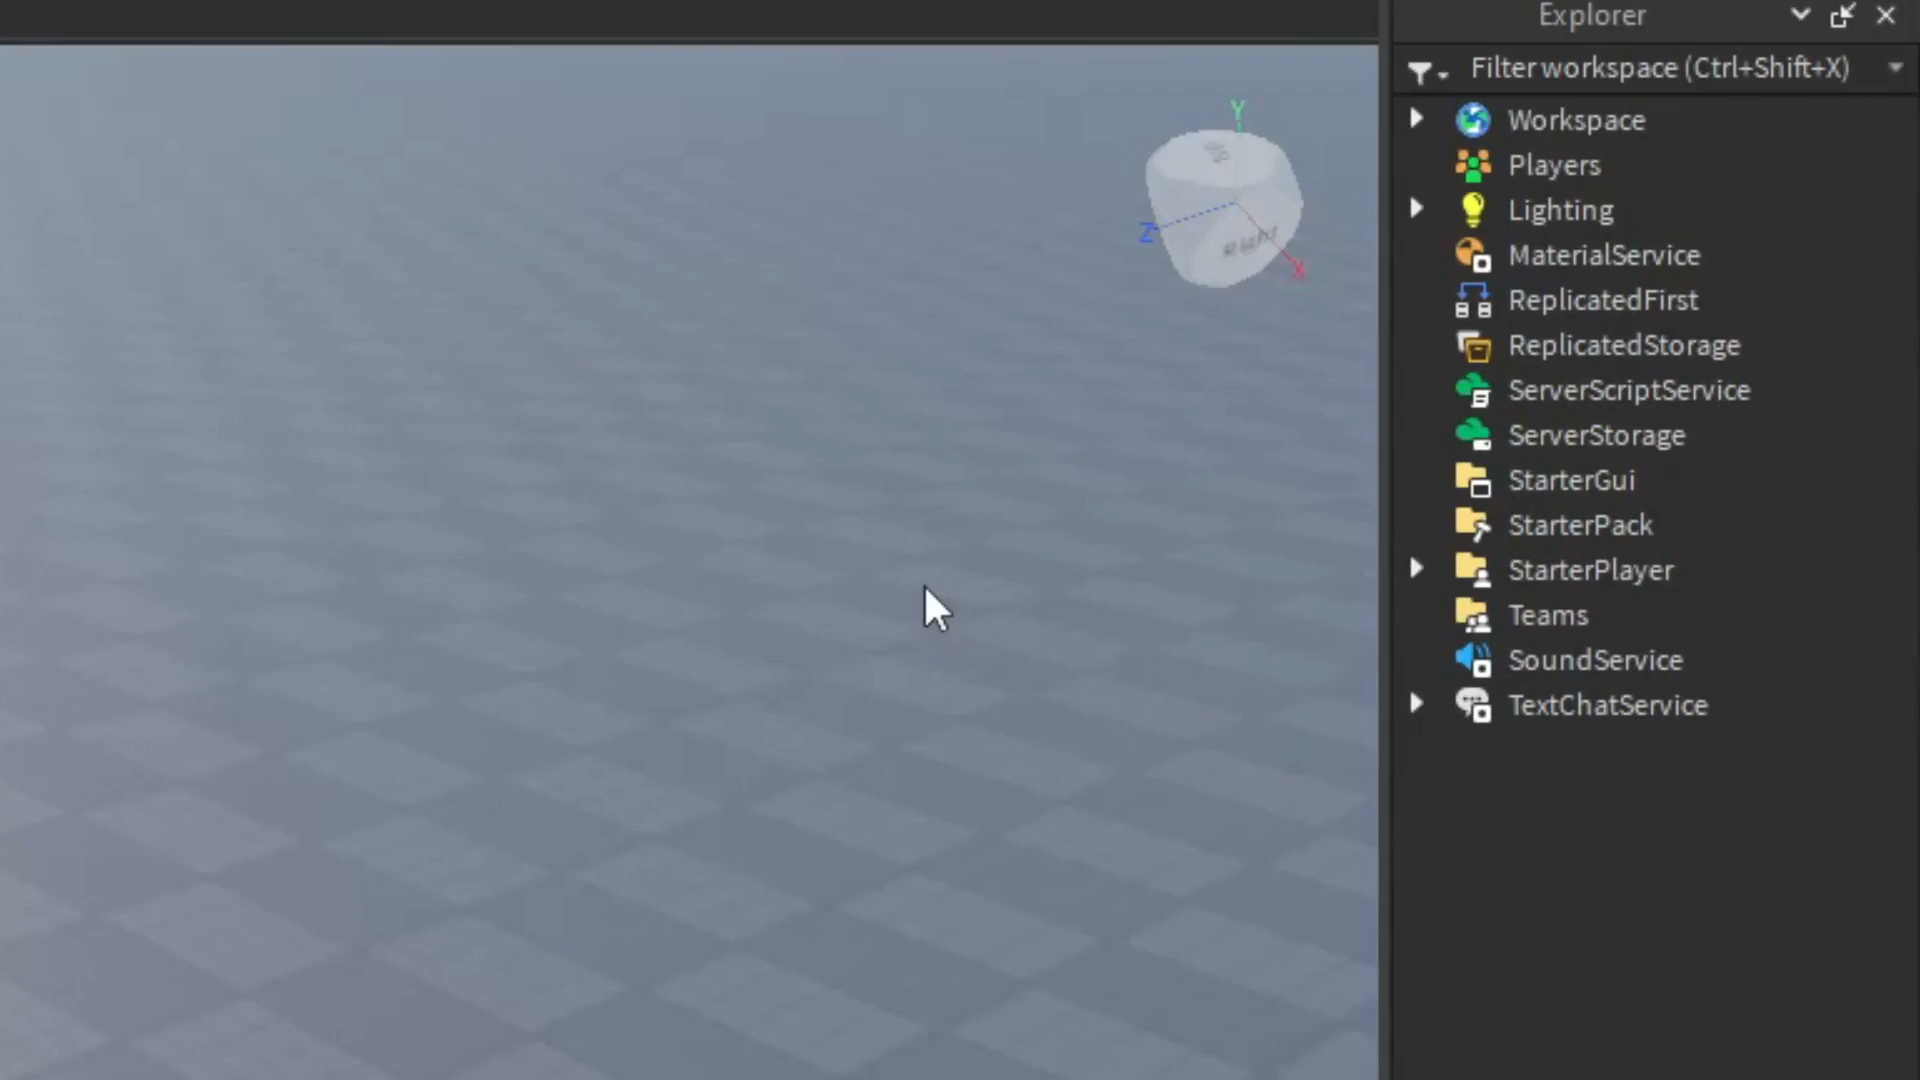 Explorer
Filter workspace (Ctrl+Shift+X)
Y
Z
Right
X
Workspace
Players
Lighting
MaterialService
ReplicatedFirst
ReplicatedStorage
ServerScriptService
ServerStorage
StarterGui
StarterPack
StarterPlayer
Teams
SoundService
TextChatService